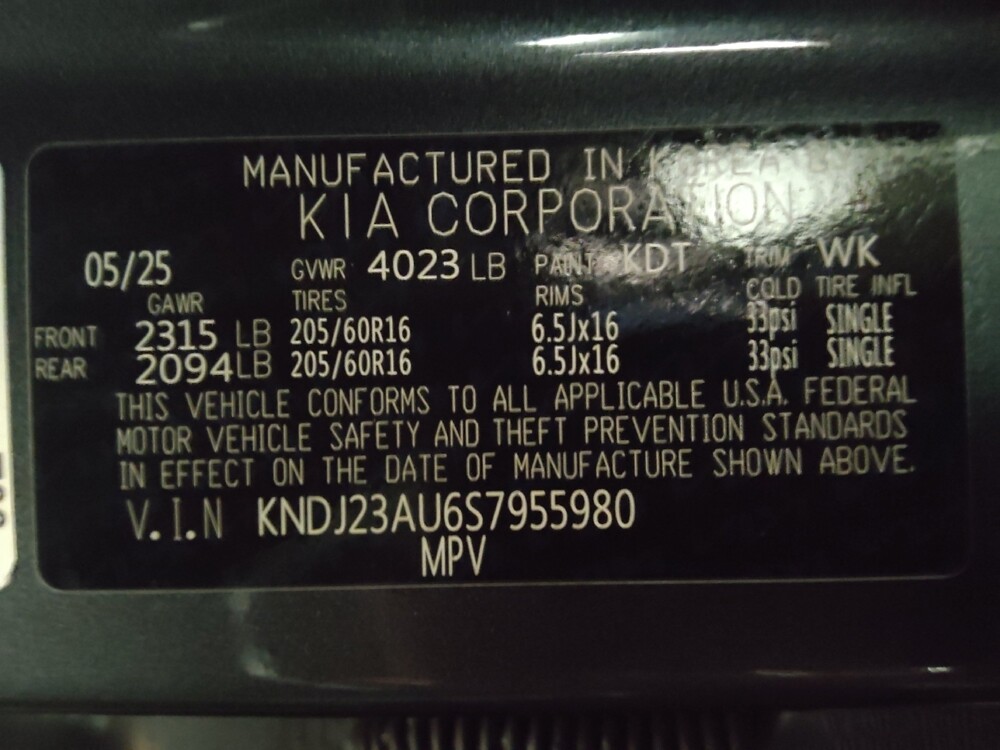 MANUFACTURED IN KOREA BY
KIA CORPORATION
05/25 GVWR 4023 LB PAINT KDT TRIM WK
GAWR TIRES RIMS COLD TIRE INFL
FRONT 2315 LB 205/60R16 6.5Jx16 33psi SINGLE
REAR 2094LB 205/60R16 6.5Jx16 33psi SINGLE
THIS VEHICLE CONFORMS TO ALL APPLICABLE U.S.A. FEDERAL
MOTOR VEHICLE SAFETY AND THEFT PREVENTION STANDARDS
IN EFFECT ON THE DATE OF MANUFACTURE SHOWN ABOVE.
V.I.N KNDJ23AU6S7955980
MPV